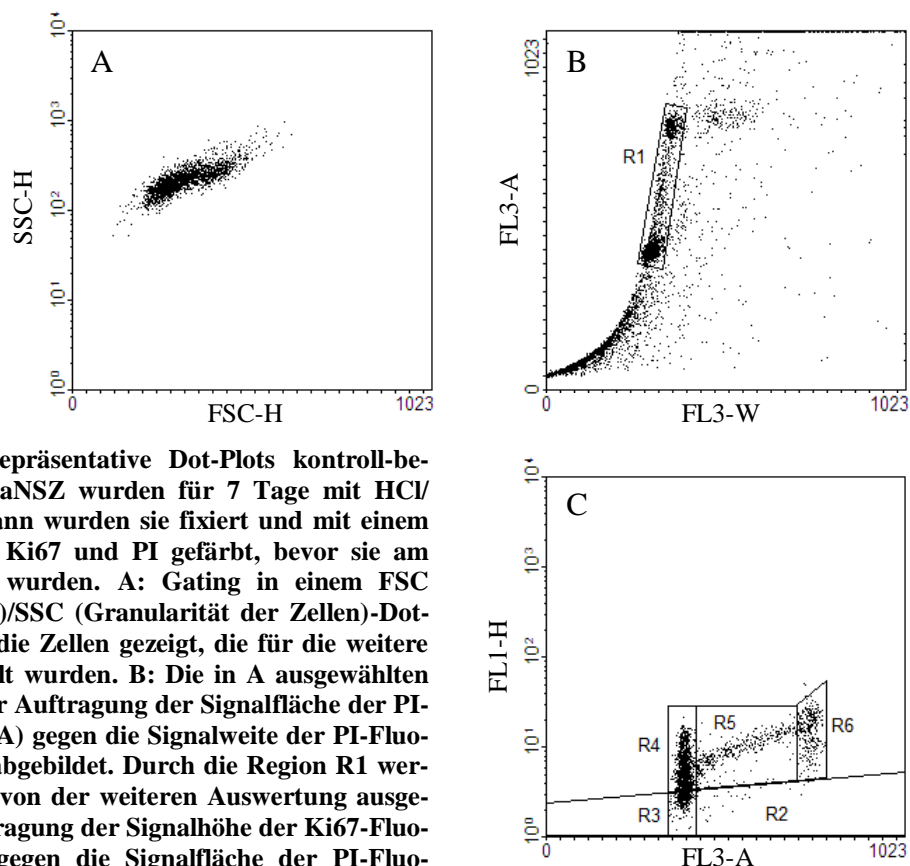 A
10⁴
10³
10²
10¹
10⁰
SSC-H
0
1023
FSC-H
B
1023
R1
FL3-A
0
0
1023
FL3-W
epräsentative Dot-Plots kontroll-be-
aNSZ wurden für 7 Tage mit HCl/
ann wurden sie fixiert und mit einem
Ki67 und PI gefärbt, bevor sie am
wurden. A: Gating in einem FSC
)/SSC (Granularität der Zellen)-Dot-
die Zellen gezeigt, die für die weitere
lt wurden. B: Die in A ausgewählten
r Auftragung der Signalfläche der PI-
A) gegen die Signalweite der PI-Fluo-
bgebildet. Durch die Region R1 wer-
von der weiteren Auswertung ausge-
ragung der Signalhöhe der Ki67-Fluo-
gegen die Signalfläche der PI-Fluo-
C
10⁴
10³
10²
10¹
10⁰
FL1-H
R5
R4
R6
R3
R2
0
1023
FL3-A